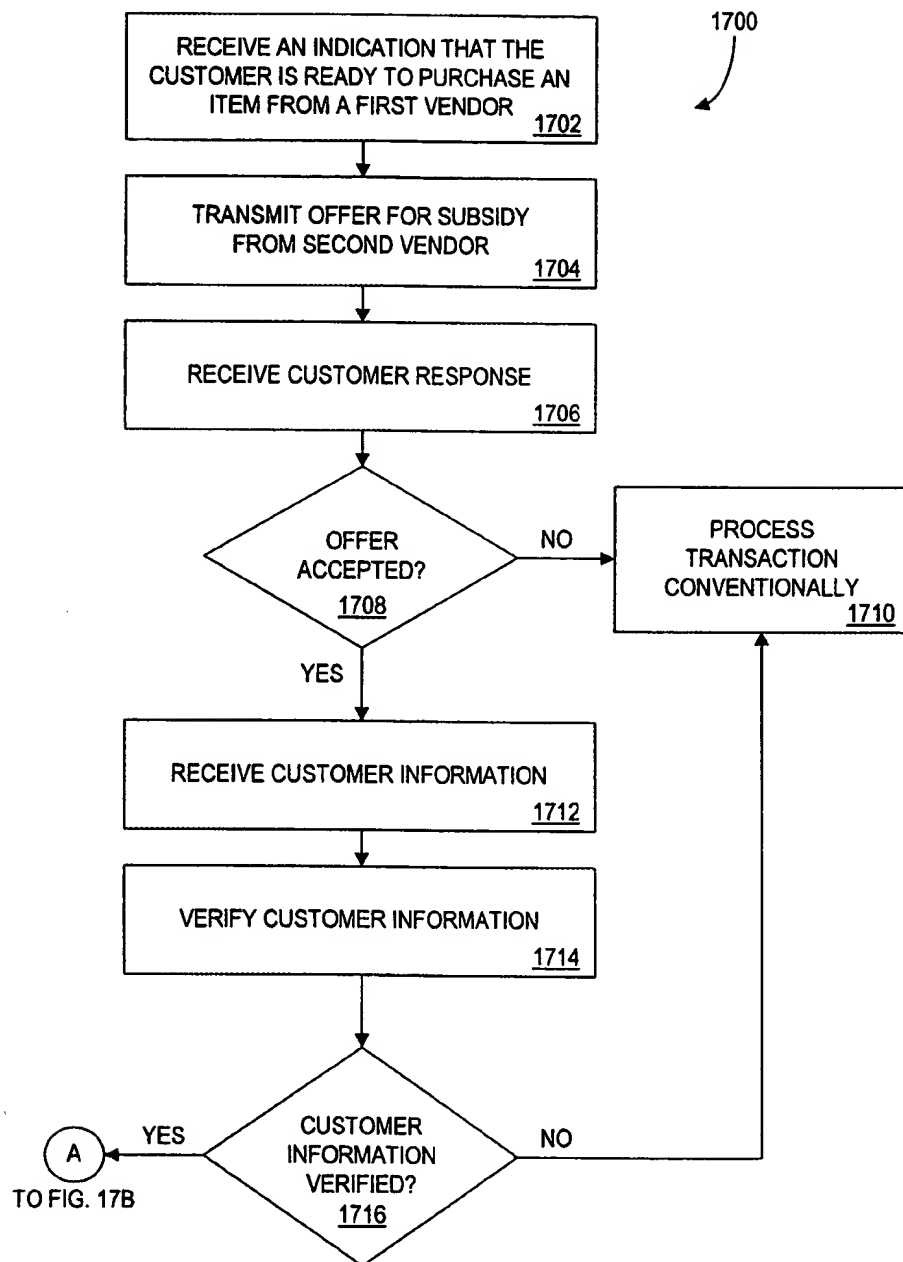 1700
RECEIVE AN INDICATION THAT THE
CUSTOMER IS READY TO PURCHASE AN
ITEM FROM A FIRST VENDOR
1702
TRANSMIT OFFER FOR SUBSIDY
FROM SECOND VENDOR
1704
RECEIVE CUSTOMER RESPONSE
1706
OFFER
ACCEPTED?
1708
NO
PROCESS
TRANSACTION
CONVENTIONALLY
1710
YES
RECEIVE CUSTOMER INFORMATION
1712
VERIFY CUSTOMER INFORMATION
1714
CUSTOMER
INFORMATION
VERIFIED?
1716
NO
YES
A
TO FIG. 17B